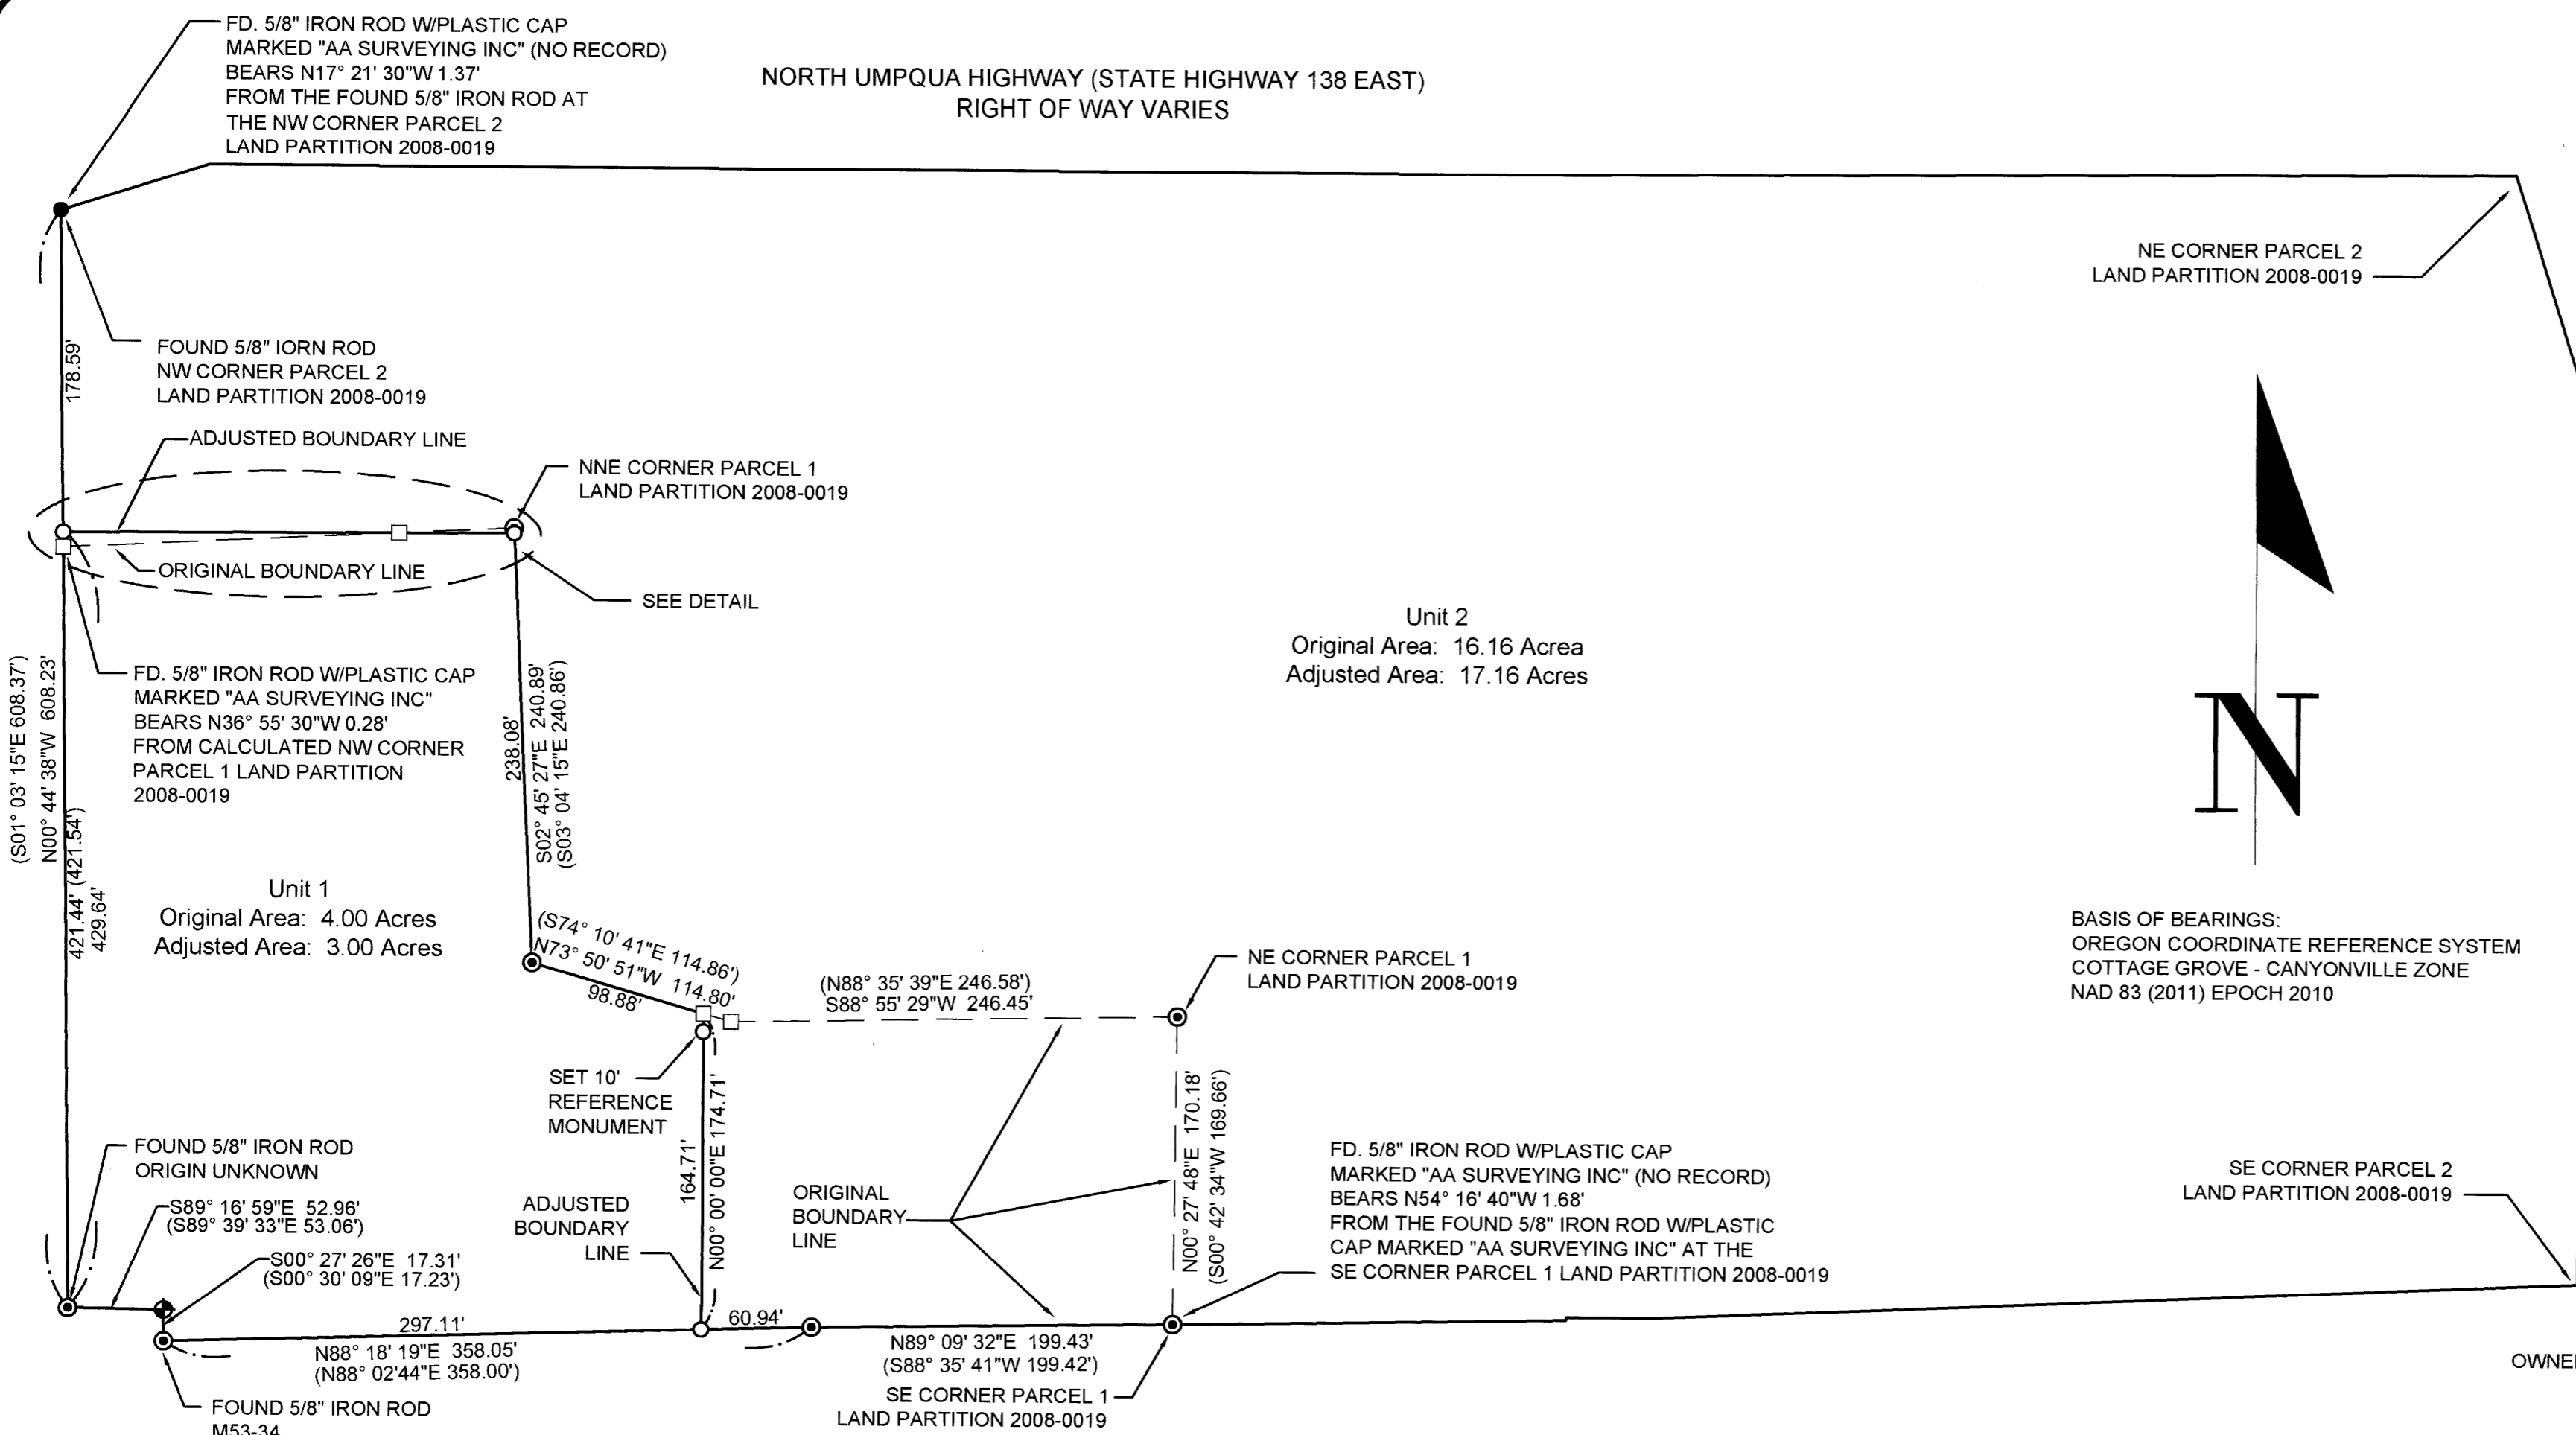 FD. 5/8" IRON ROD W/PLASTIC CAP
MARKED "AA SURVEYING INC" (NO RECORD)
BEARS N17° 21' 30"W 1.37'
FROM THE FOUND 5/8" IRON ROD AT
THE NW CORNER PARCEL 2
LAND PARTITION 2008-0019
NORTH UMPQUA HIGHWAY (STATE HIGHWAY 138 EAST)
RIGHT OF WAY VARIES
NE CORNER PARCEL 2
LAND PARTITION 2008-0019
178.59'
FOUND 5/8" IORN ROD
NW CORNER PARCEL 2
LAND PARTITION 2008-0019
ADJUSTED BOUNDARY LINE
NNE CORNER PARCEL 1
LAND PARTITION 2008-0019
ORIGINAL BOUNDARY LINE
SEE DETAIL
Unit 2
Original Area: 16.16 Acrea
Adjusted Area: 17.16 Acres
FD. 5/8" IRON ROD W/PLASTIC CAP
MARKED "AA SURVEYING INC"
BEARS N36° 55' 30"W 0.28'
FROM CALCULATED NW CORNER
PARCEL 1 LAND PARTITION
2008-0019
(S01° 03' 15"E 608.37')
N00° 44' 38"W 608.23'
421.44' (421.54')
429.64'
238.08'
S02° 45' 27"E 240.89'
(S03° 04' 15"E 240.86')
N
Unit 1
Original Area: 4.00 Acres
Adjusted Area: 3.00 Acres
(S74° 10' 41"E 114.86')
N73° 50' 51"W 114.80'
98.88'
(N88° 35' 39"E 246.58')
S88° 55' 29"W 246.45'
NE CORNER PARCEL 1
LAND PARTITION 2008-0019
BASIS OF BEARINGS:
OREGON COORDINATE REFERENCE SYSTEM
COTTAGE GROVE - CANYONVILLE ZONE
NAD 83 (2011) EPOCH 2010
SET 10'
REFERENCE
MONUMENT
164.71'
N00° 00' 00"E 174.71'
N00° 27' 48"E 170.18'
(S00° 42' 34"W 169.66')
FOUND 5/8" IRON ROD
ORIGIN UNKNOWN
S89° 16' 59"E 52.96'
(S89° 39' 33"E 53.06')
S00° 27' 26"E 17.31'
(S00° 30' 09"E 17.23')
ADJUSTED
BOUNDARY
LINE
ORIGINAL
BOUNDARY
LINE
FD. 5/8" IRON ROD W/PLASTIC CAP
MARKED "AA SURVEYING INC" (NO RECORD)
BEARS N54° 16' 40"W 1.68'
FROM THE FOUND 5/8" IRON ROD W/PLASTIC
CAP MARKED "AA SURVEYING INC" AT THE
SE CORNER PARCEL 1 LAND PARTITION 2008-0019
SE CORNER PARCEL 2
LAND PARTITION 2008-0019
297.11'
60.94'
N88° 18' 19"E 358.05'
(N88° 02'44"E 358.00')
N89° 09' 32"E 199.43'
(S88° 35' 41"W 199.42')
SE CORNER PARCEL 1
LAND PARTITION 2008-0019
FOUND 5/8" IRON ROD
M53-34